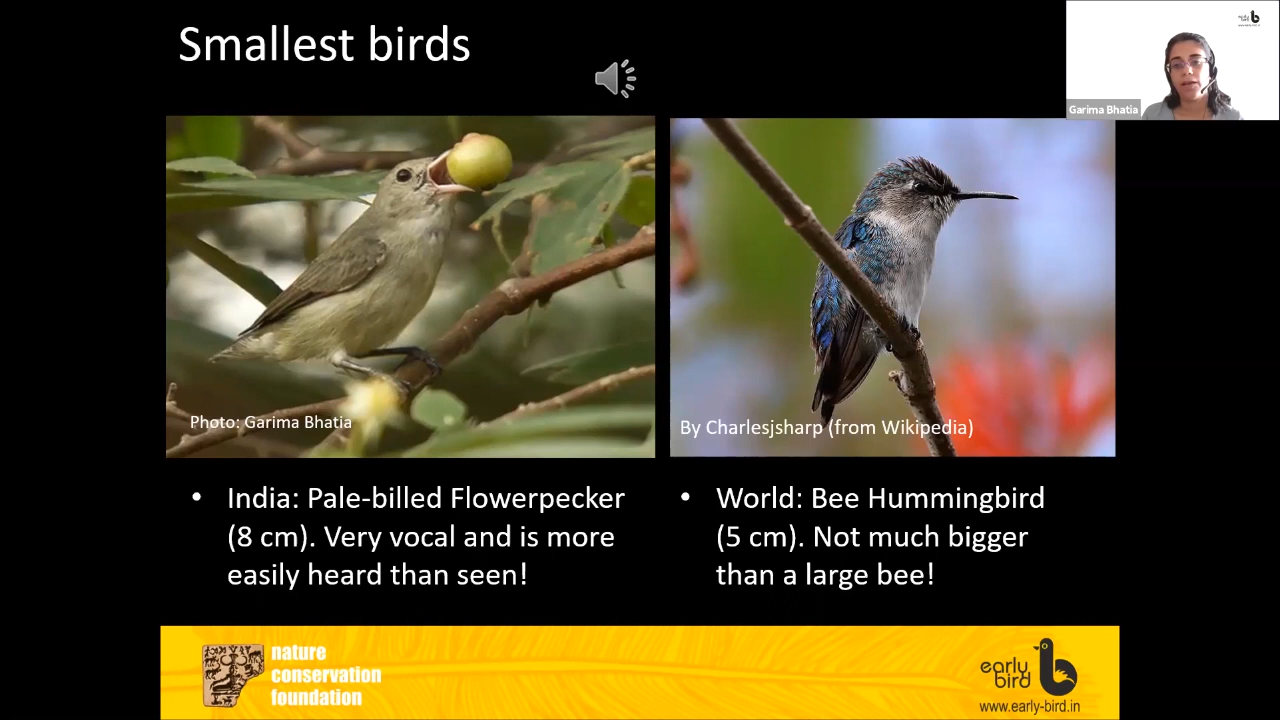 Smallest birds
Garima Bhatia
Photo: Garima Bhatia
By Charlesjsharp (from Wikipedia)
• India: Pale-billed Flowerpecker
(8 cm). Very vocal and is more
easily heard than seen!
• World: Bee Hummingbird
(5 cm). Not much bigger
than a large bee!
nature
conservation
foundation
early
bird
www.early-bird.in